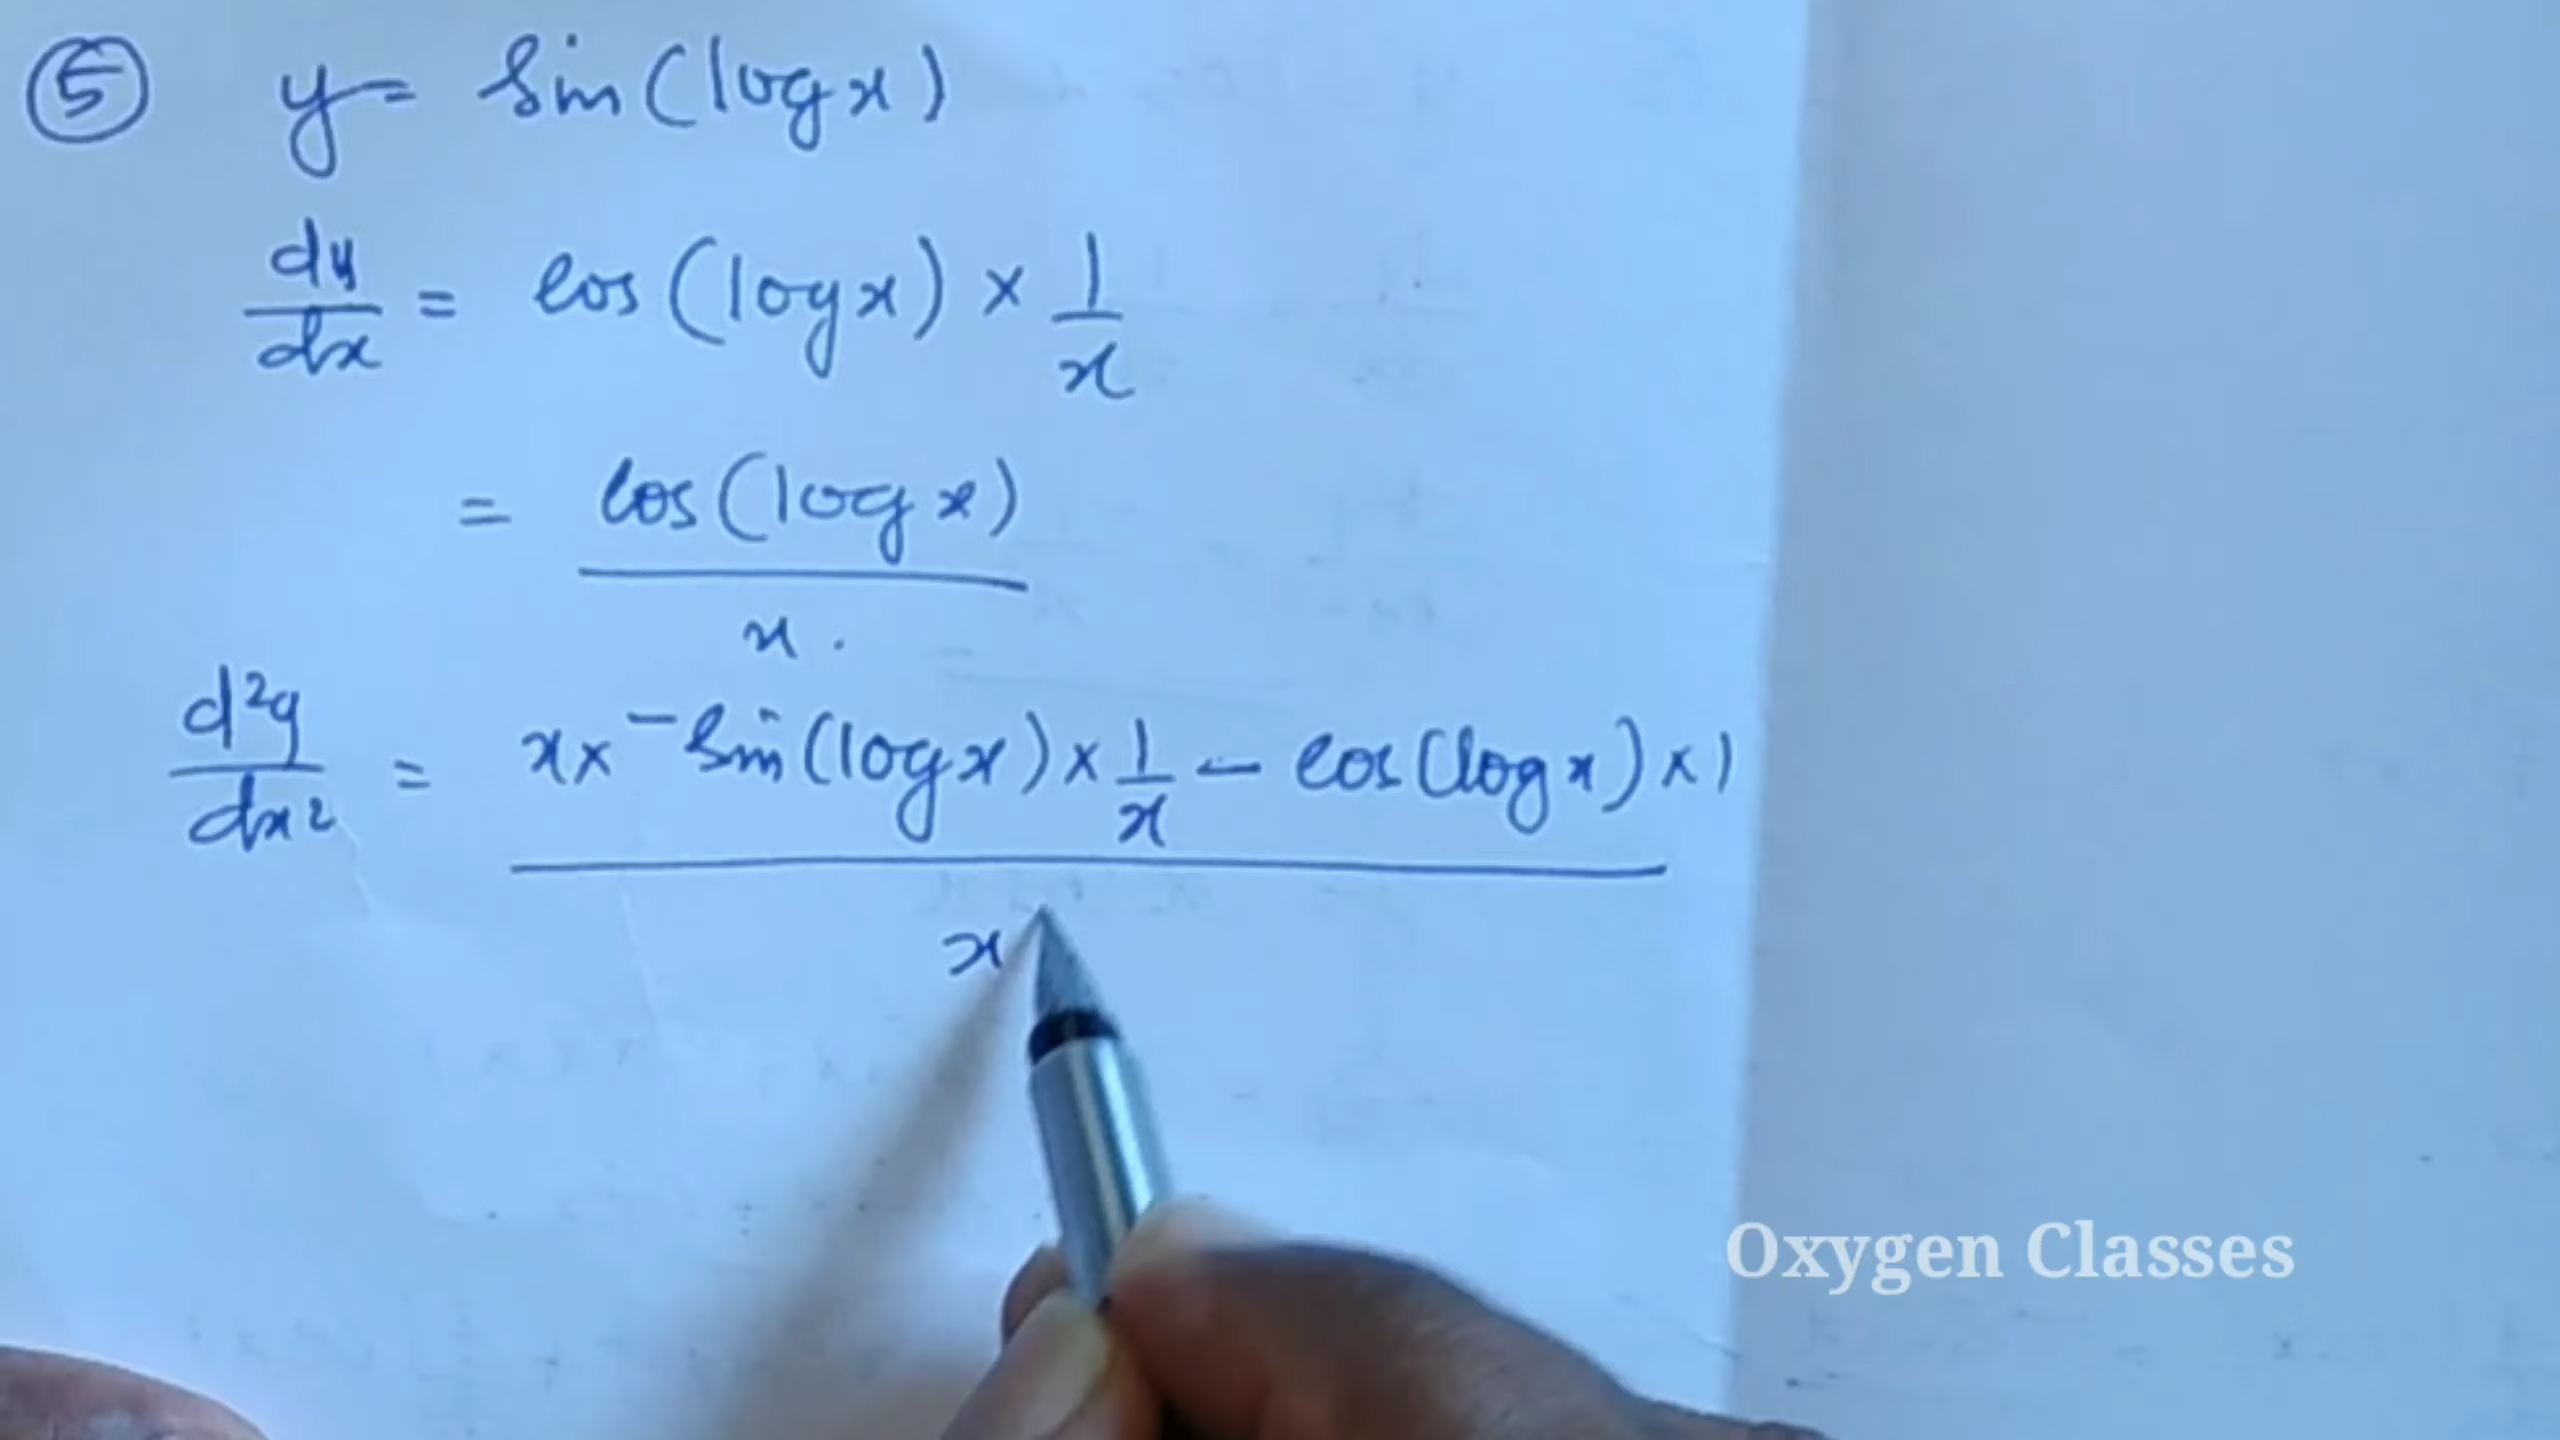 ⑤ y = sin(log x)
dy/dx = cos(log x) × 1/x
= cos(log x)/x .
d²y/dx² = x × -sin(log x) × 1/x - cos(log x) × 1
x
Oxygen Classes